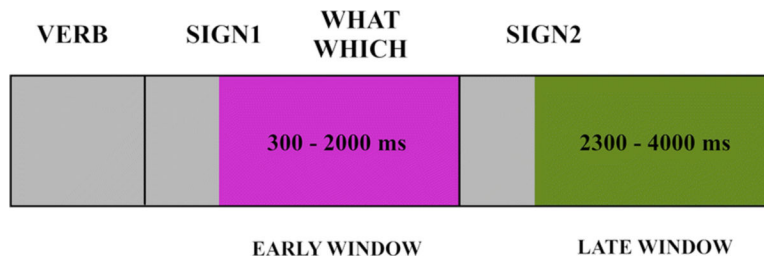 VERB SIGN1 WHAT SIGN2
WHICH
300 - 2000 ms 2300 - 4000 ms
EARLY WINDOW LATE WINDOW